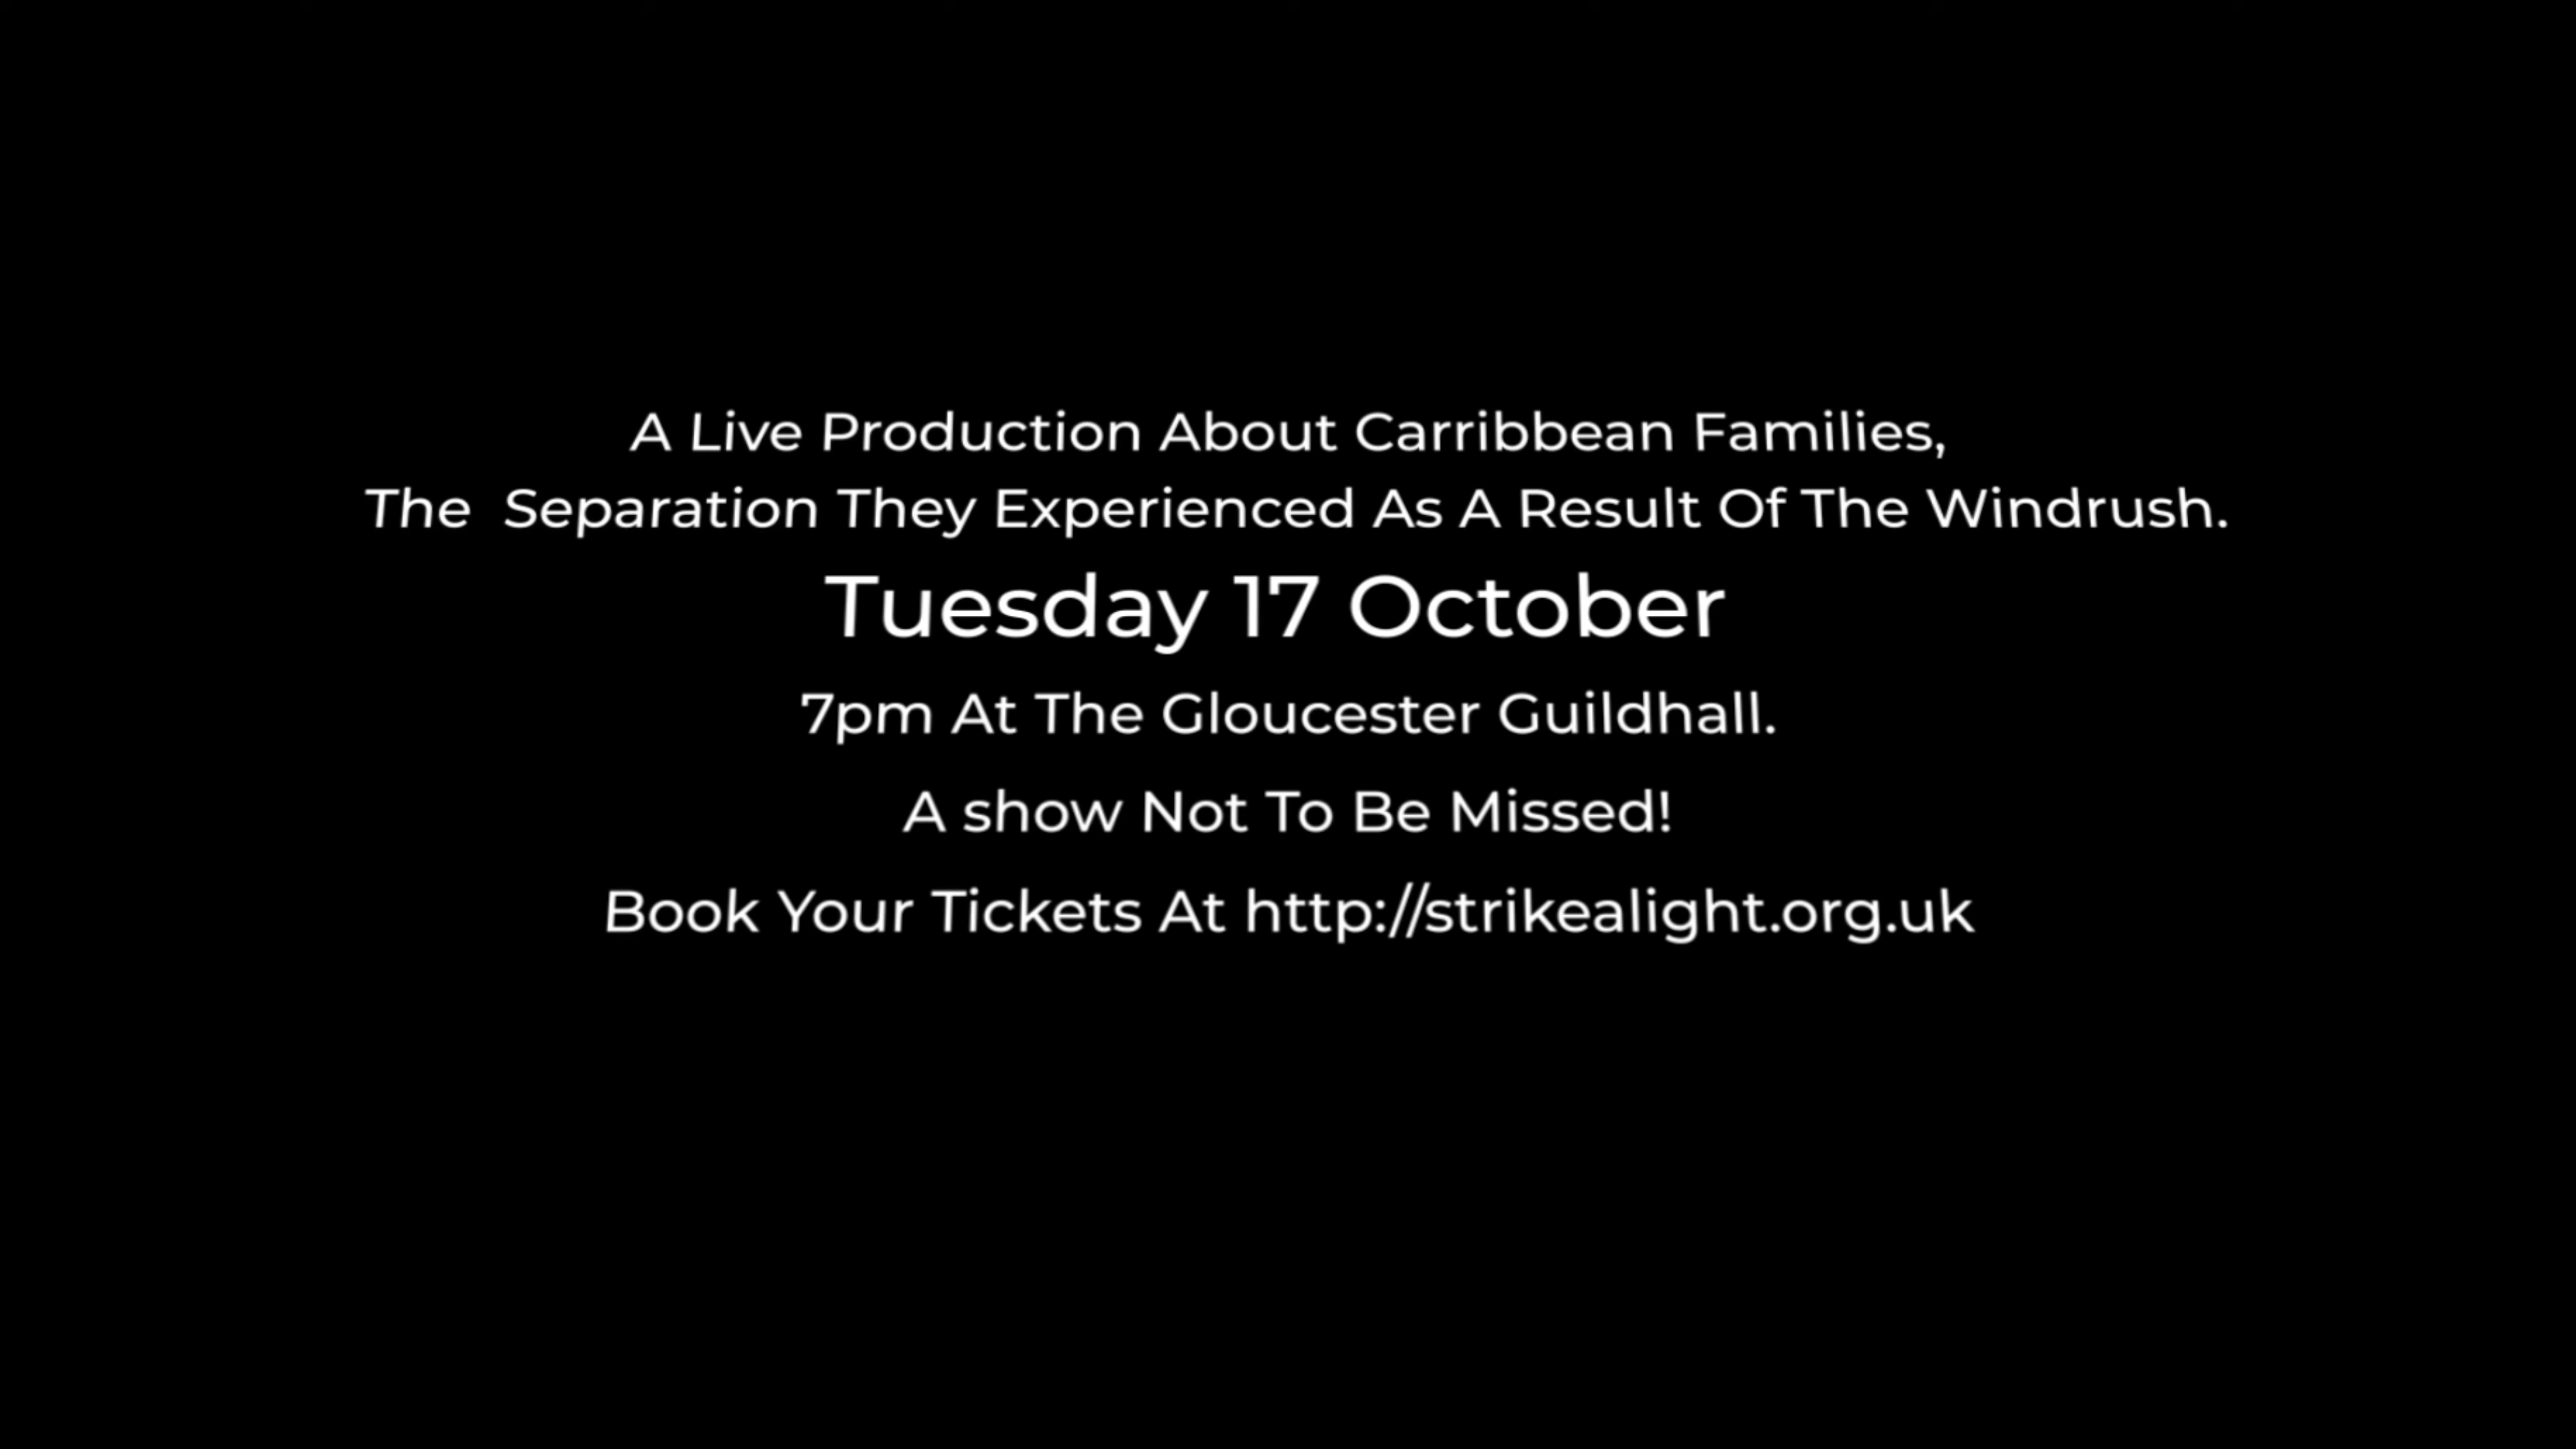 A Live Production About Carribbean Families,
The  Separation They Experienced As A Result Of The Windrush.
Tuesday 17 October
7pm At The Gloucester Guildhall.
A show Not To Be Missed!
Book Your Tickets At http://strikealight.org.uk